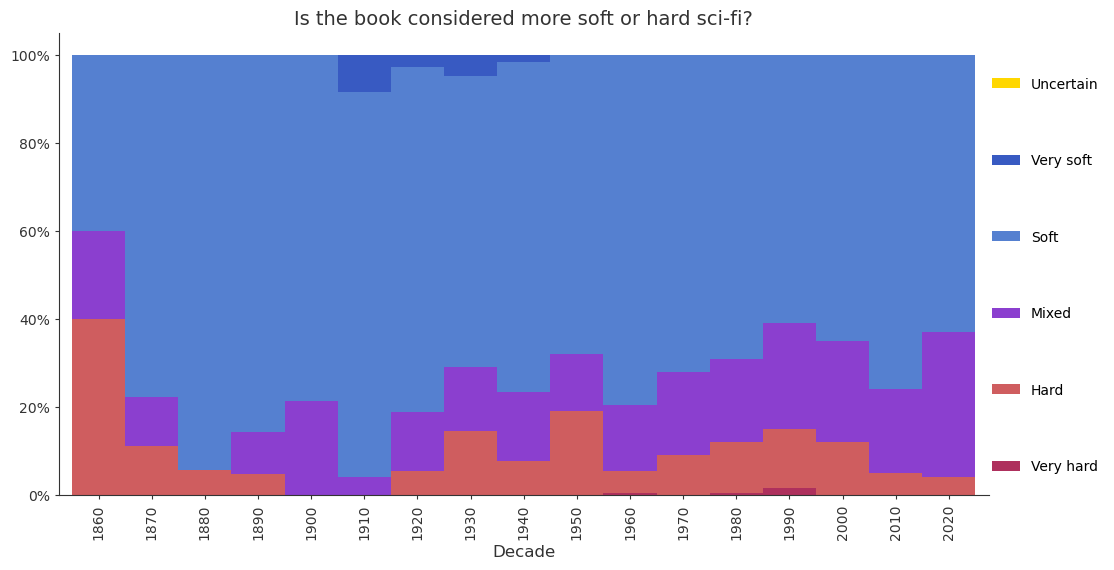 Is the book considered more soft or hard sci-fi?
100%
80%
60%
40%
20%
0%
1860
1870
1880
1890
1900
1910
1920
1930
1940
1950
1960
1970
1980
1990
2000
2010
2020
Decade
Uncertain
Very soft
Soft
Mixed
Hard
Very hard